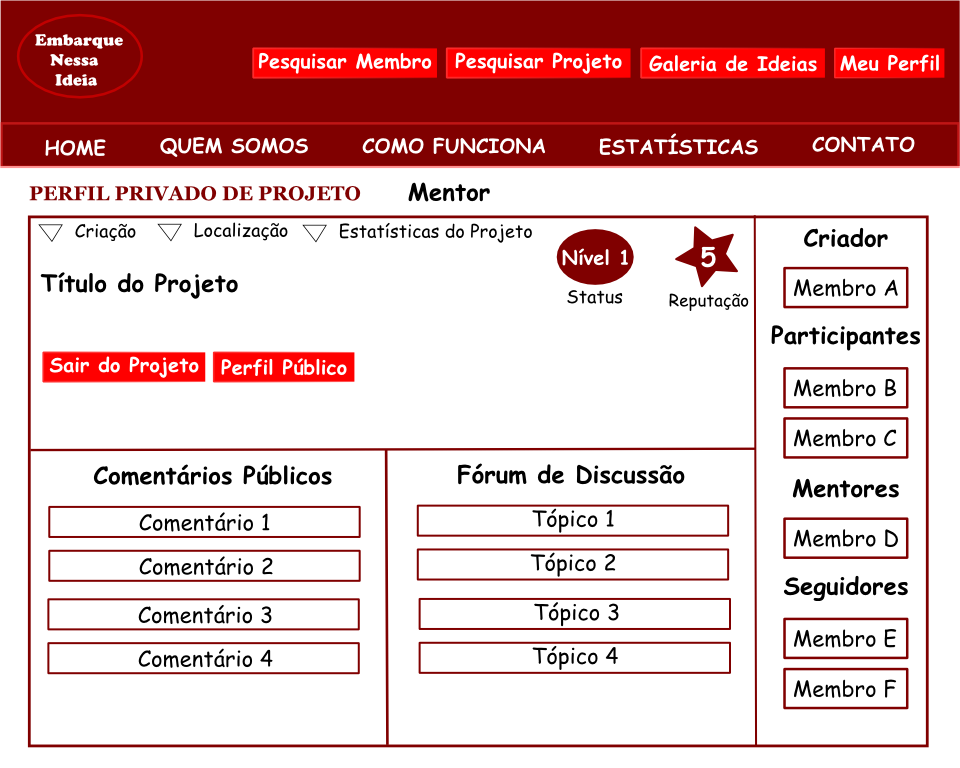 Embarque
Nessa
Ideia
Pesquisar Membro
Pesquisar Projeto
Galeria de Ideias
Meu Perfil
HOME
QUEM SOMOS
COMO FUNCIONA
ESTATÍSTICAS
CONTATO
PERFIL PRIVADO DE PROJETO
Mentor
Criação
Localização
Estatísticas do Projeto
Nível 1
Status
5
Reputação
Título do Projeto
Sair do Projeto
Perfil Público
Comentários Públicos
Comentário 1
Comentário 2
Comentário 3
Comentário 4
Fórum de Discussão
Tópico 1
Tópico 2
Tópico 3
Tópico 4
Criador
Membro A
Participantes
Membro B
Membro C
Mentores
Membro D
Seguidores
Membro E
Membro F